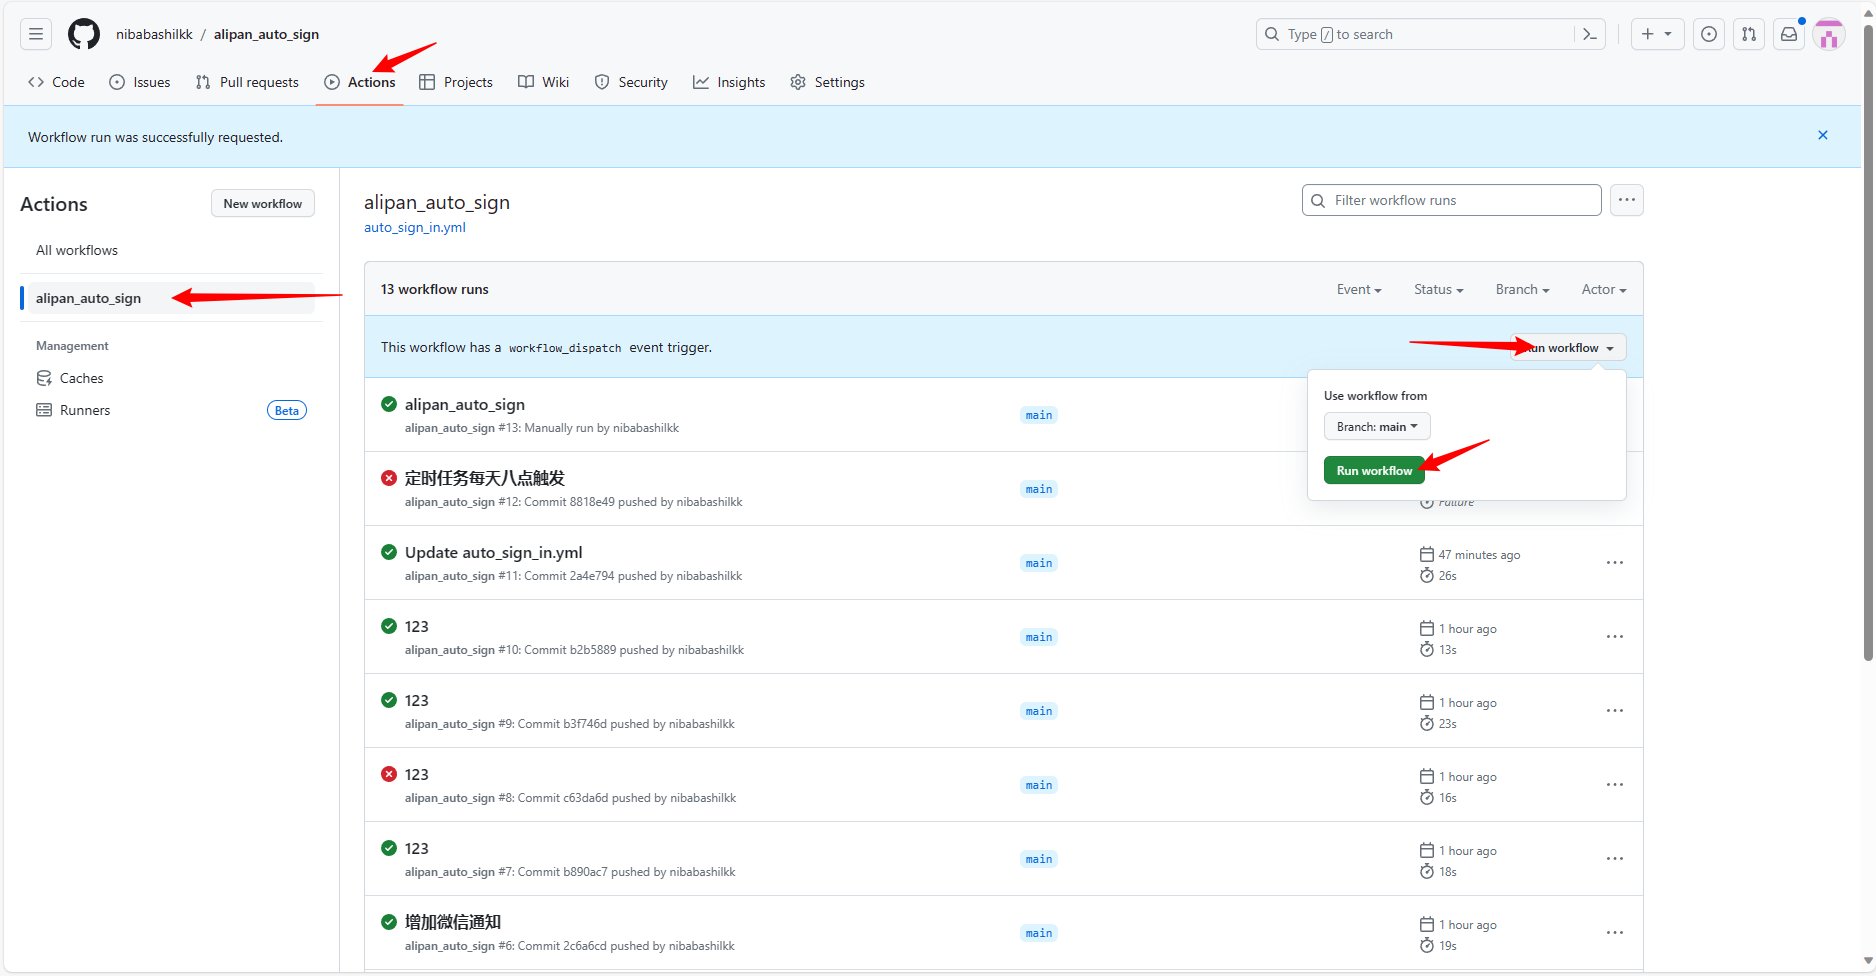 nibabashilkk / alipan_auto_sign
Type / to search
Code Issues Pull requests Actions Projects Wiki Security Insights Settings
Workflow run was successfully requested.
Actions
New workflow
All workflows
alipan_auto_sign
Management
Caches
Runners Beta
alipan_auto_sign
auto_sign_in.yml
Filter workflow runs
13 workflow runs
Event Status Branch Actor
This workflow has a workflow_dispatch event trigger.
Run workflow
Use workflow from
Branch: main
Run workflow
alipan_auto_sign
alipan_auto_sign #13: Manually run by nibabashilkk
main
定时任务每天八点触发
alipan_auto_sign #12: Commit 8818e49 pushed by nibabashilkk
main
Failure
Update auto_sign_in.yml
alipan_auto_sign #11: Commit 2a4e794 pushed by nibabashilkk
main
47 minutes ago
26s
123
alipan_auto_sign #10: Commit b2b5889 pushed by nibabashilkk
main
1 hour ago
13s
123
alipan_auto_sign #9: Commit b3f746d pushed by nibabashilkk
main
1 hour ago
23s
123
alipan_auto_sign #8: Commit c63da6d pushed by nibabashilkk
main
1 hour ago
16s
123
alipan_auto_sign #7: Commit b890ac7 pushed by nibabashilkk
main
1 hour ago
18s
增加微信通知
alipan_auto_sign #6: Commit 2c6a6cd pushed by nibabashilkk
main
1 hour ago
19s